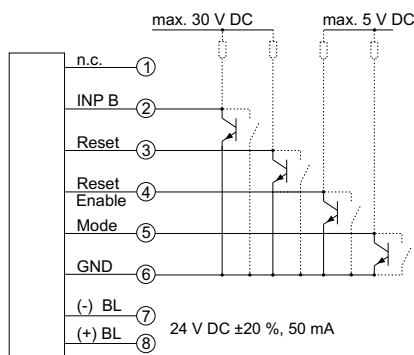 max. 30 V DC
max. 5 V DC
n.c.
1
INP B
2
Reset
3
Reset
Enable
4
Mode
5
GND
6
(-) BL
7
24 V DC ±20 %, 50 mA
(+) BL
8